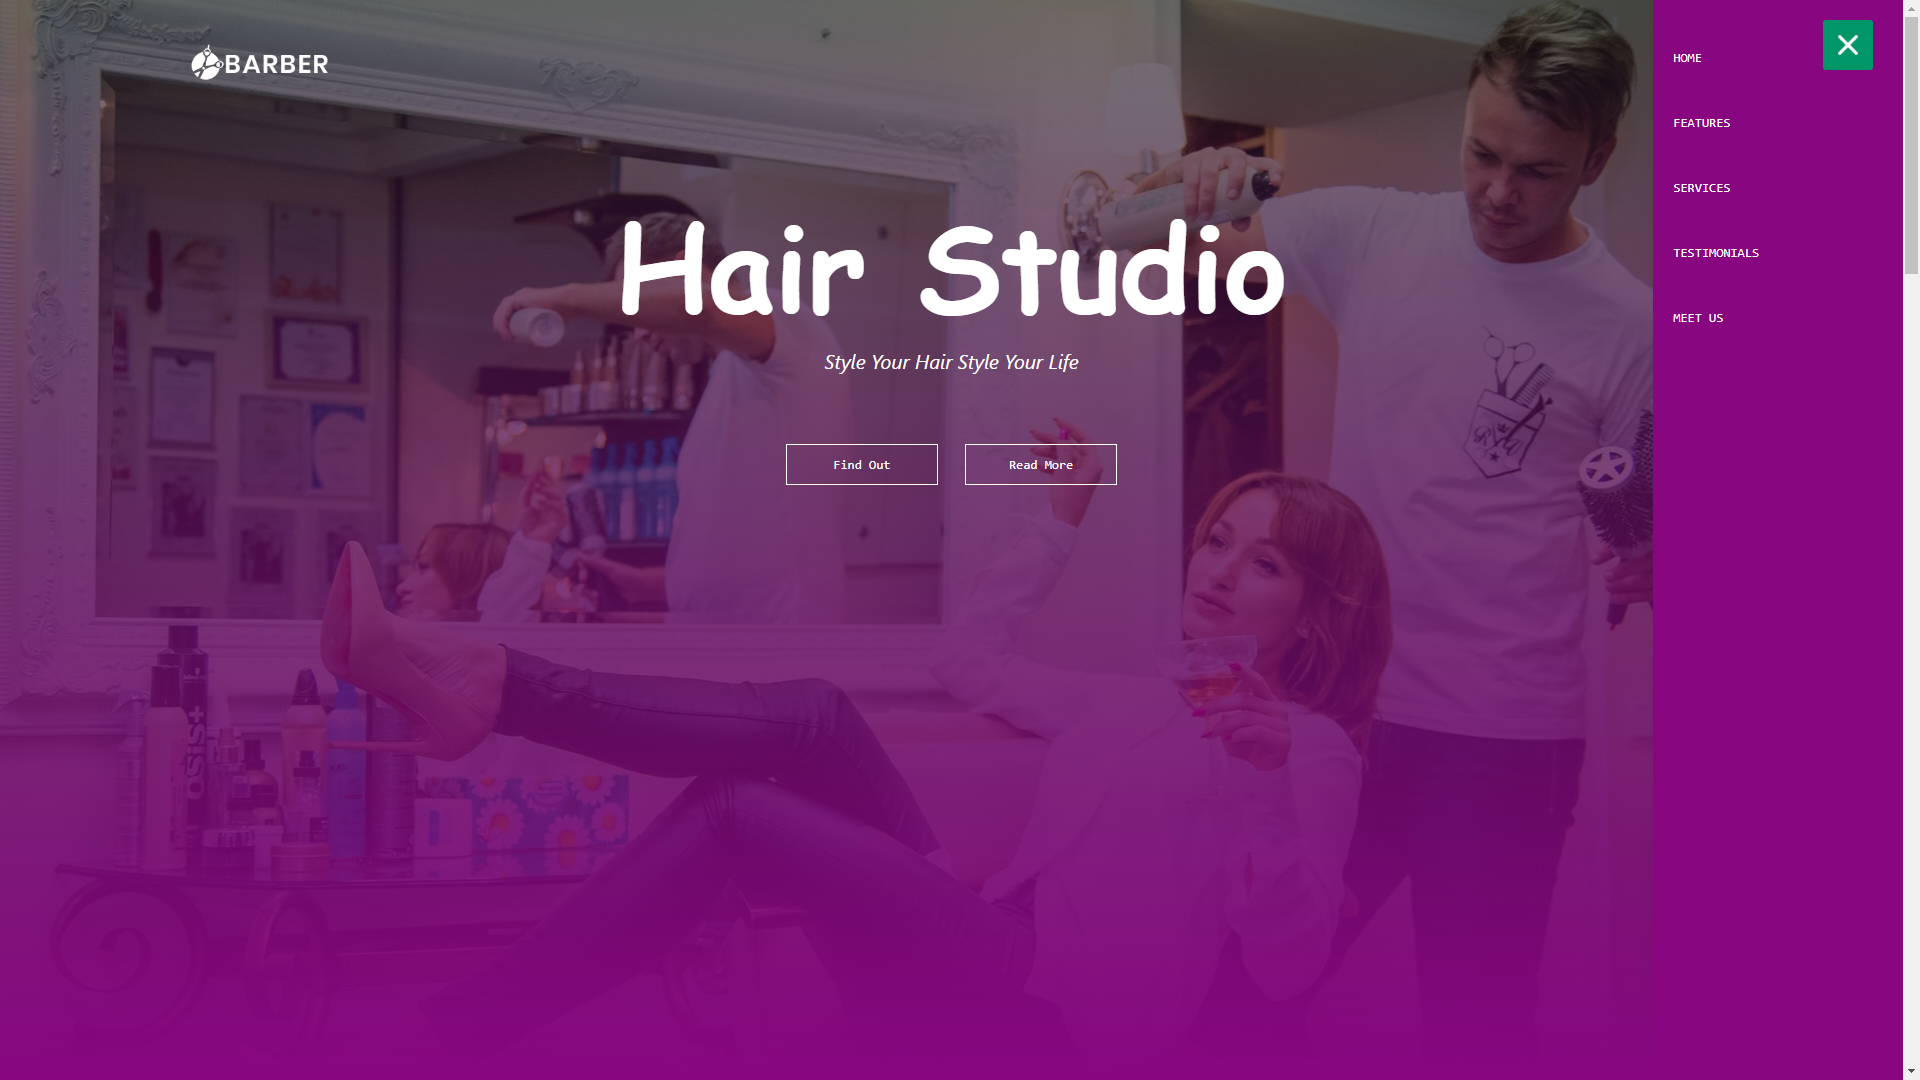 BARBER
HOME
FEATURES
SERVICES
TESTIMONIALS
MEET US
Hair Studio
Style Your Hair Style Your Life
Find Out
Read More
OSiS+